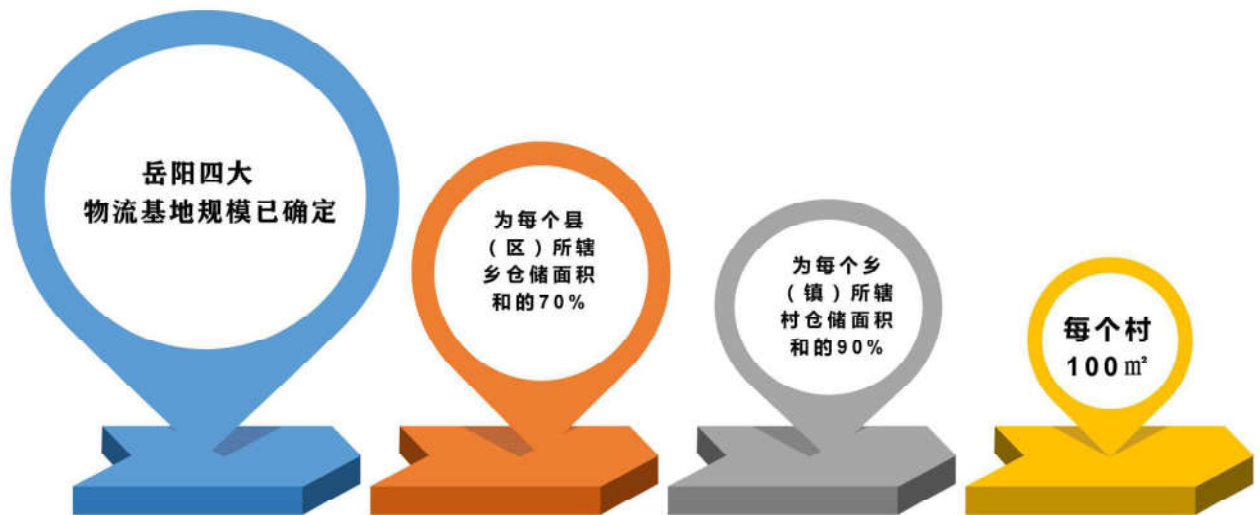 岳阳四大
物流基地规模已确定
为每个县
（区）所辖
乡仓储面积
和的70%
为每个乡
（镇）所辖
村仓储面积
和的90%
每个村
100㎡